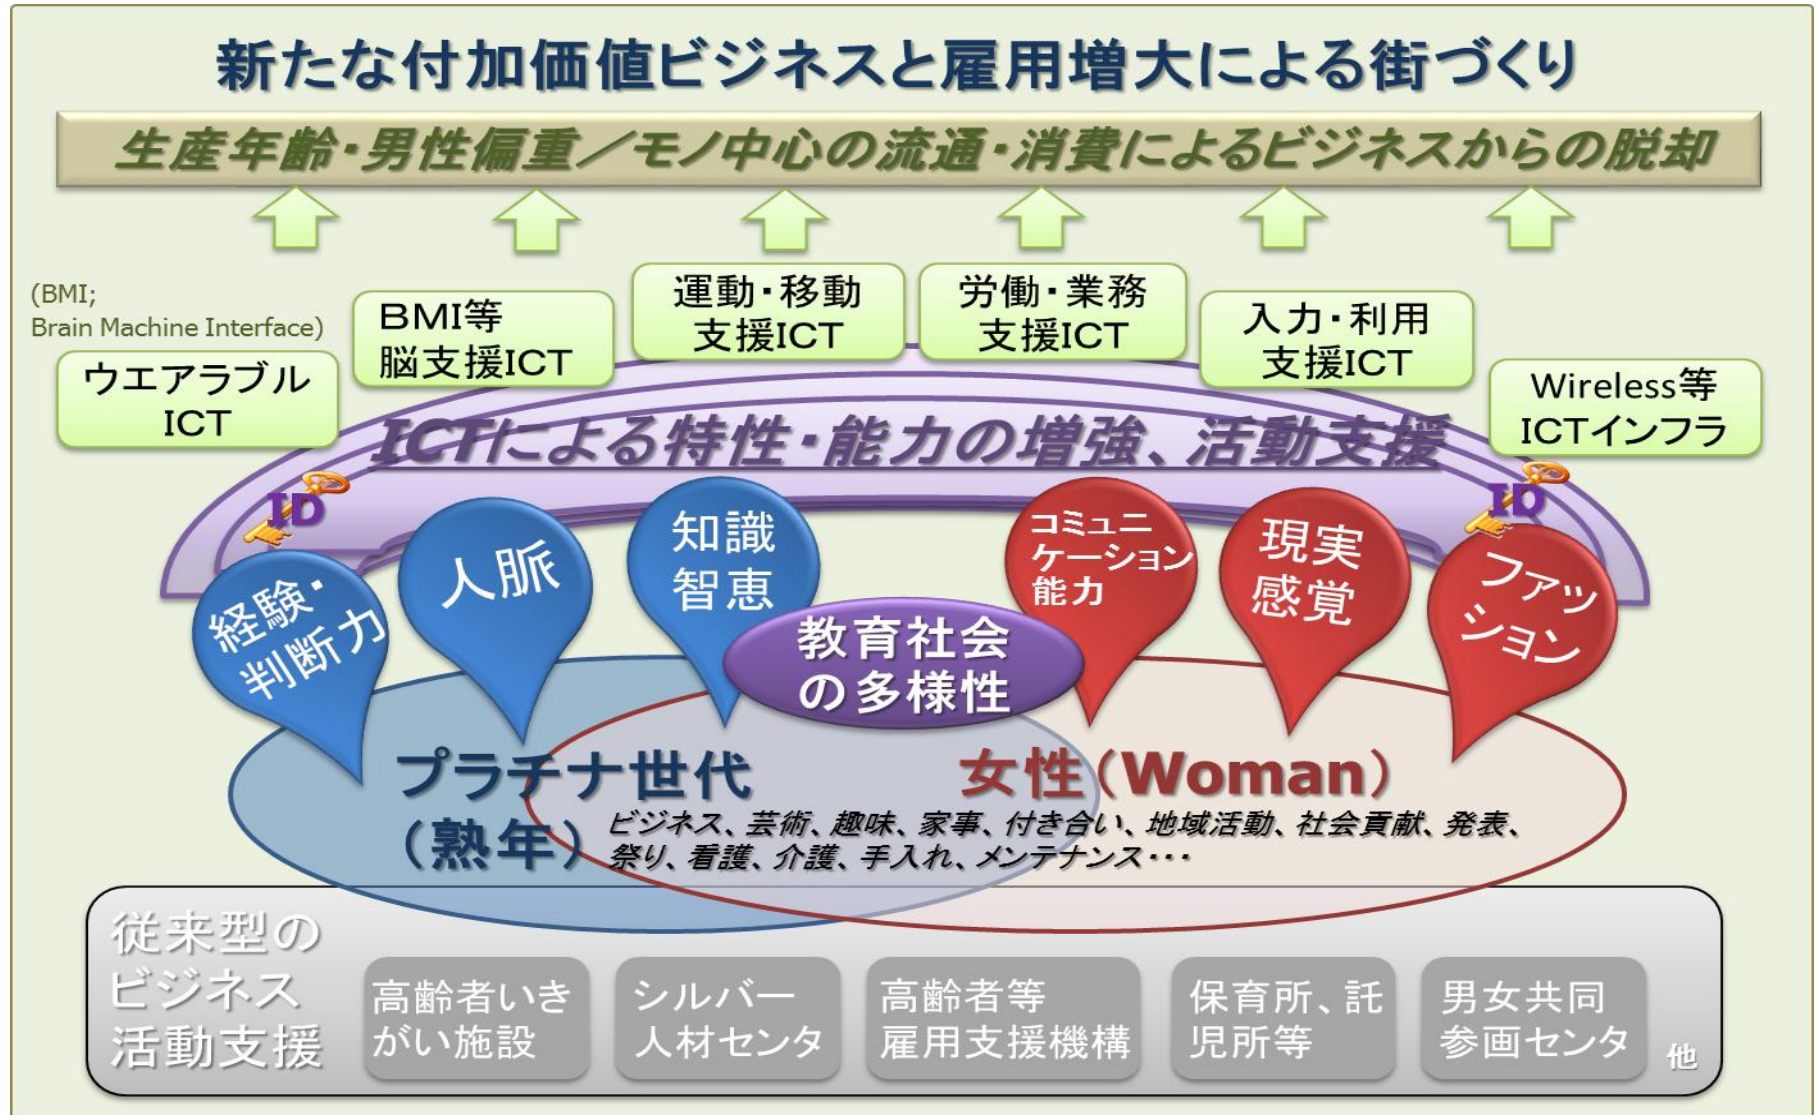 新たな付加価値ビジネスと雇用増大による街づくり
生産年齢・男性偏重／モノ中心の流通・消費によるビジネスからの脱却
(BMI;
Brain Machine Interface)
ウエアラブル
ICT
BMI等
脳支援ICT
運動・移動
支援ICT
労働・業務
支援ICT
入力・利用
支援ICT
Wireless等
ICTインフラ
ICTによる特性・能力の増強、活動支援
ID
ID
経験・
判断力
人脈
知識
智恵
コミュニ
ケーション
能力
現実
感覚
ファッ
ション
教育社会
の多様性
プラチナ世代
（熟年）
女性（Woman）
ビジネス、芸術、趣味、家事、付き合い、地域活動、社会貢献、発表、
祭り、看護、介護、手入れ、メンテナンス・・・
従来型の
ビジネス
活動支援
高齢者いき
がい施設
シルバー
人材センタ
高齢者等
雇用支援機構
保育所、託
児所等
男女共同
参画センタ
他